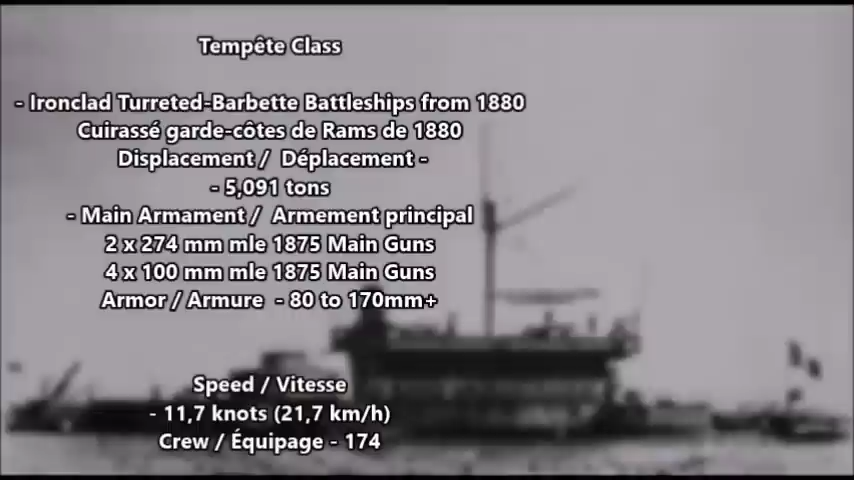 Tempête Class
- Ironclad Turreted-Barbette Battleships from 1880
Cuirassé garde-côtes de Rams de 1880
Displacement / Déplacement -
- 5,091 tons
- Main Armament / Armement principal
2 x 274 mm mle 1875 Main Guns
4 x 100 mm mle 1875 Main Guns
Armor / Armure - 80 to 170mm+
Speed / Vitesse
- 11,7 knots (21,7 km/h)
Crew / Équipage - 174